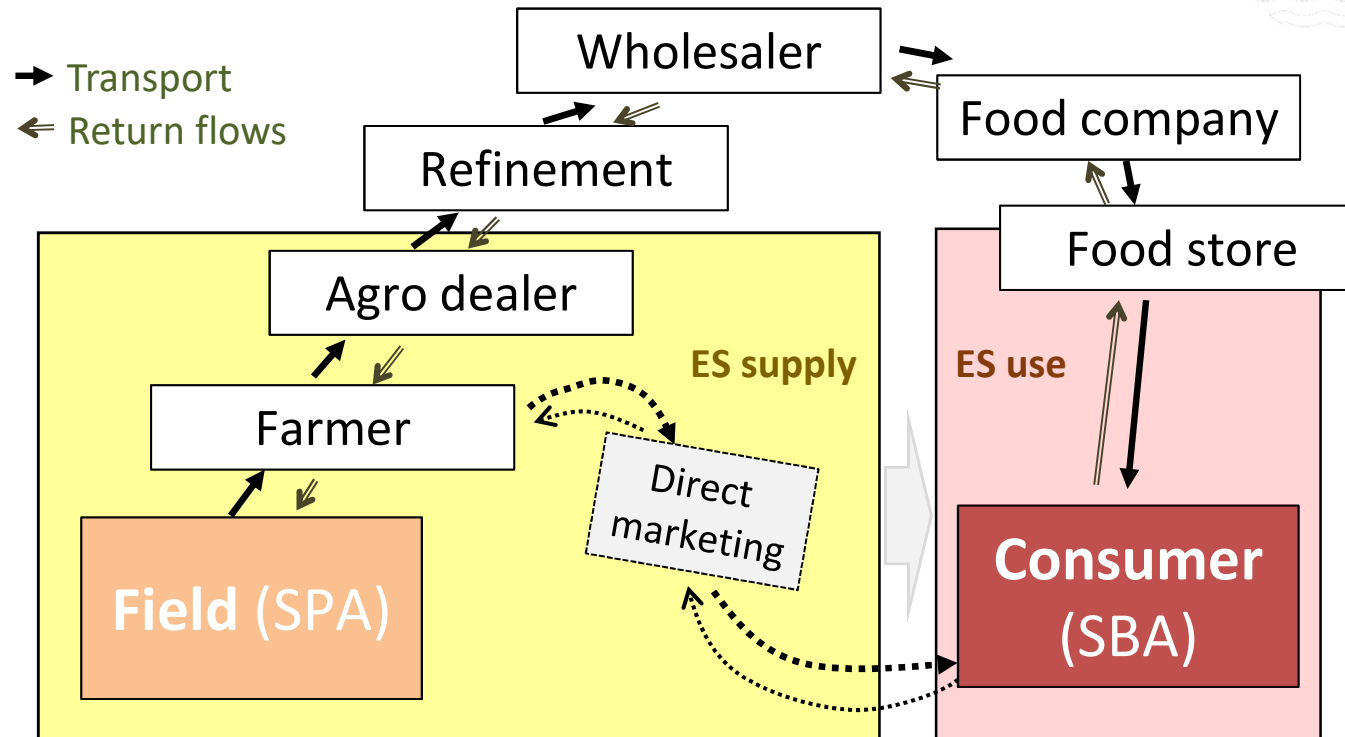 Wholesaler
Transport
Return flows
Food company
Refinement
Food store
Agro dealer
ES supply
ES use
Farmer
Direct
marketing
Field (SPA)
Consumer
(SBA)